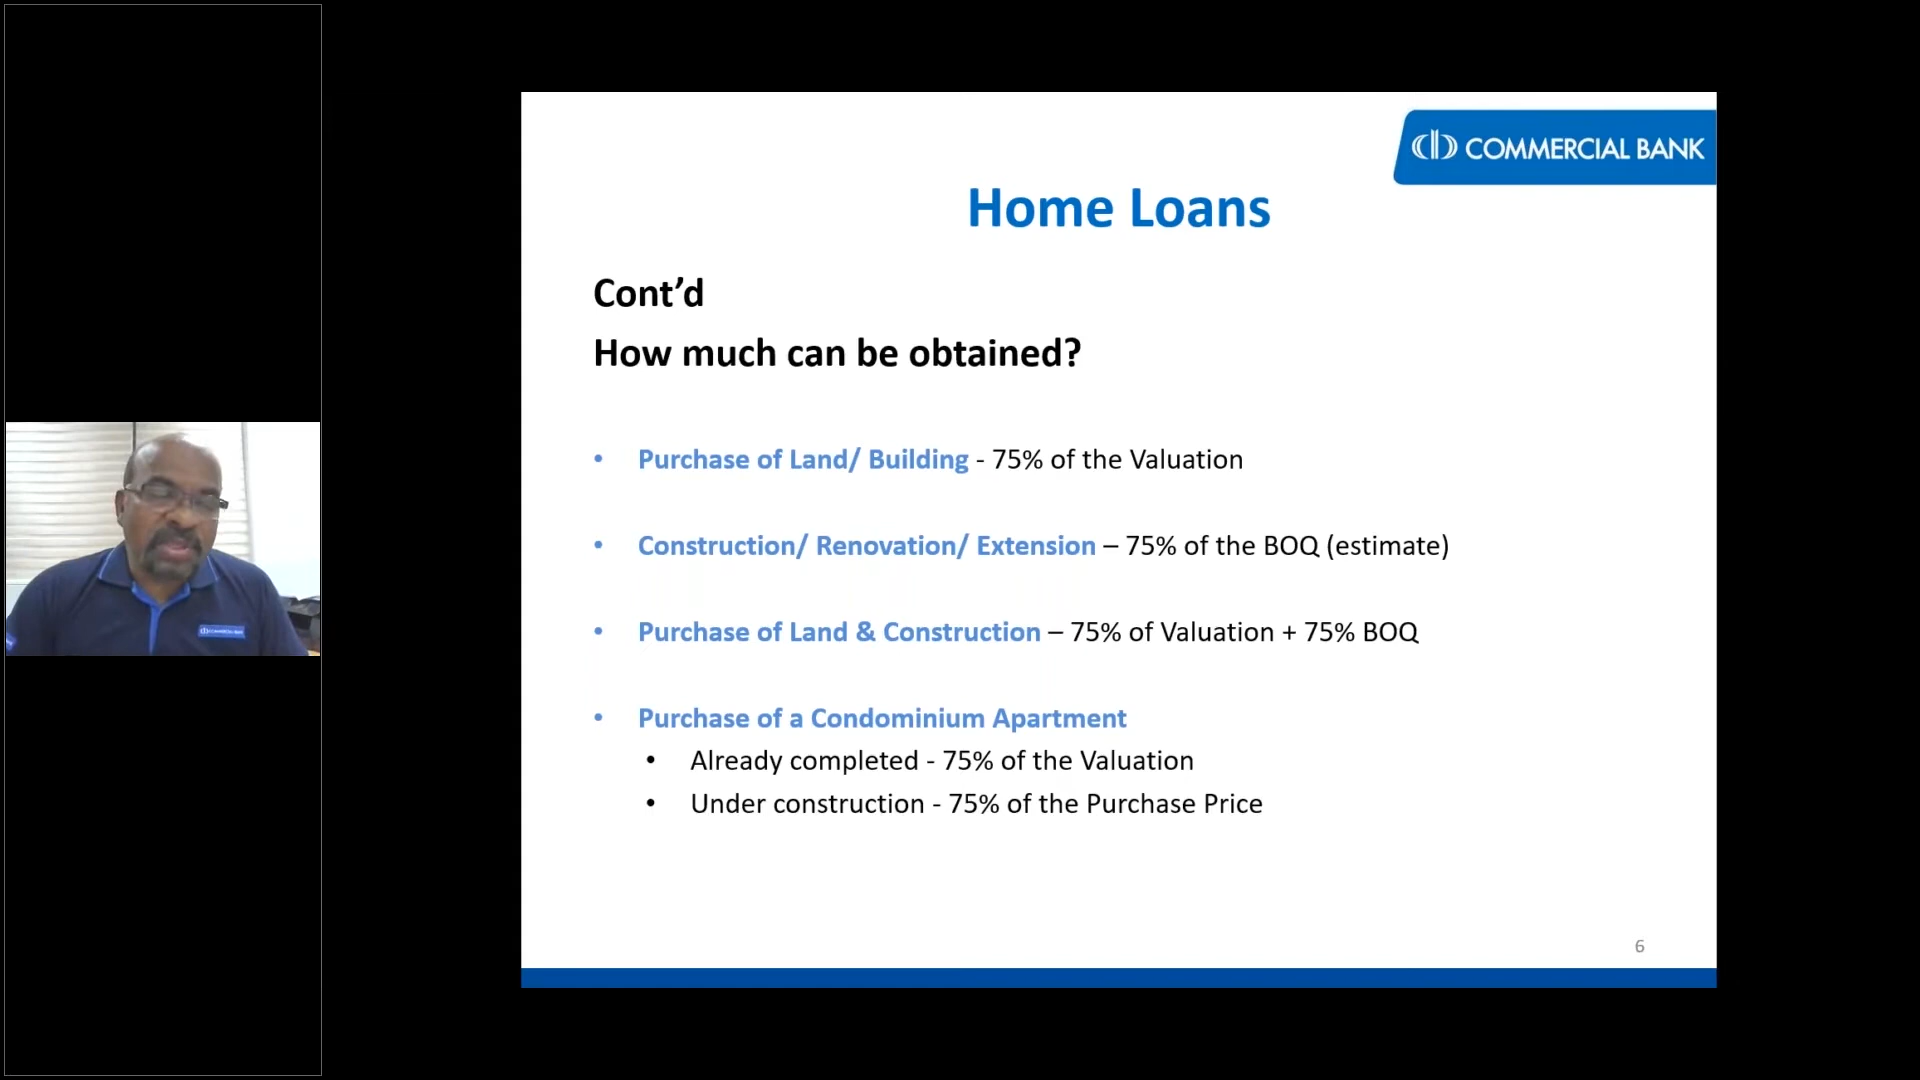 COMMERCIAL BANK
Home Loans
Cont’d
How much can be obtained?
• Purchase of Land/ Building - 75% of the Valuation
• Construction/ Renovation/ Extension – 75% of the BOQ (estimate)
• Purchase of Land & Construction – 75% of Valuation + 75% BOQ
• Purchase of a Condominium Apartment
• Already completed - 75% of the Valuation
• Under construction - 75% of the Purchase Price
6
COMMERCIAL BANK